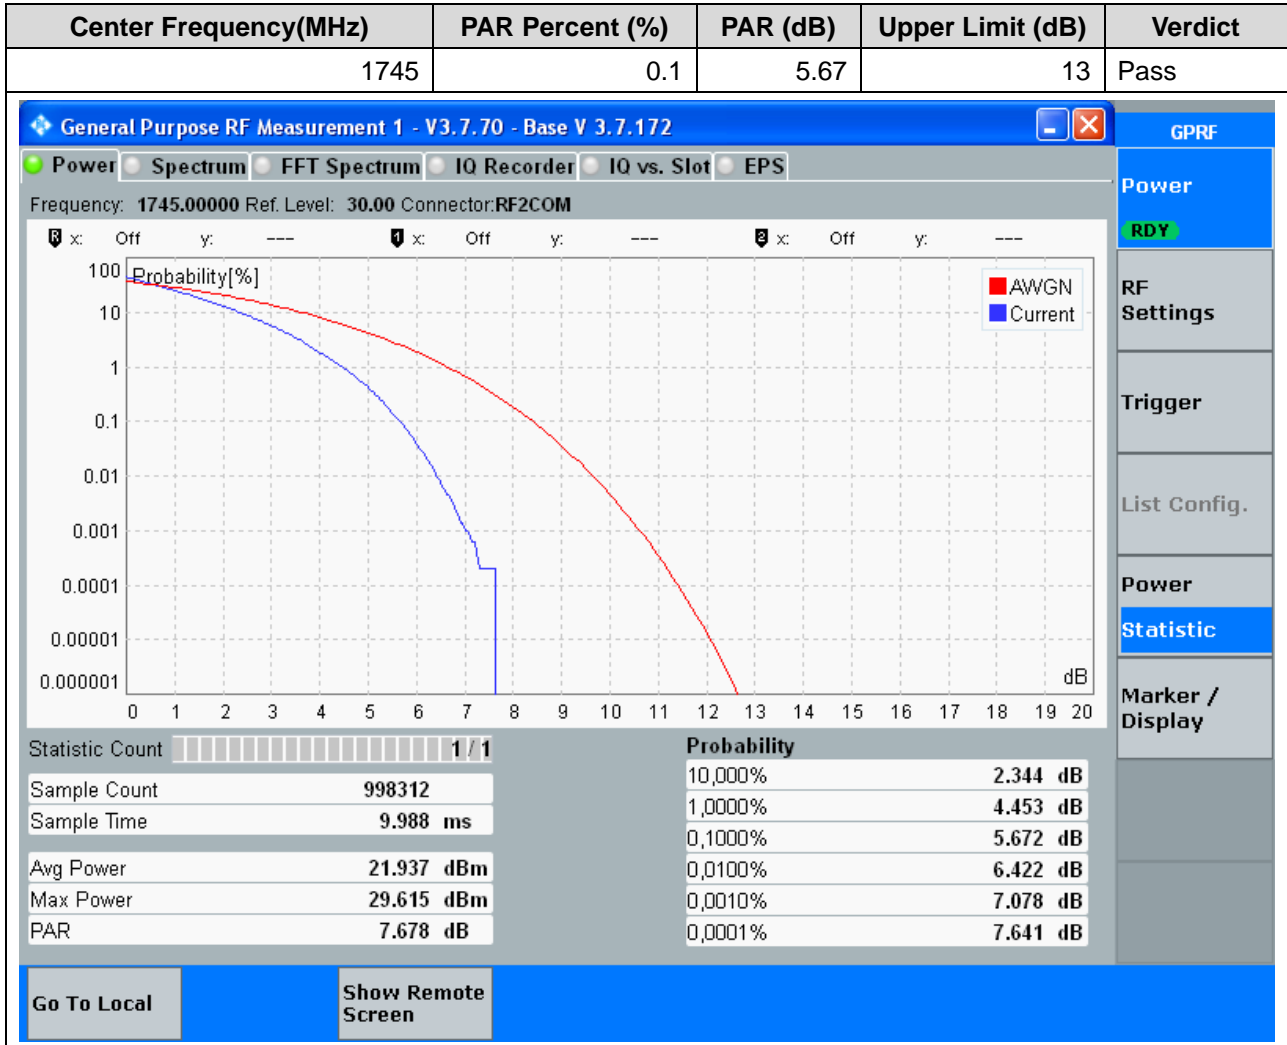 Center Frequency(MHz) PAR Percent (%) PAR (dB) Upper Limit (dB) Verdict
1745 0.1 5.67 13 Pass
General Purpose RF Measurement 1 - V3.7.70 - Base V 3.7.172
GPRF
Power Spectrum FFT Spectrum IQ Recorder IQ vs. Slot EPS
Frequency: 1745.00000 Ref. Level: 30.00 Connector:RF2COM
R x: Off y: --- 1 x: Off y: --- 2 x: Off y: ---
Probability[%]
100
10
1
0.1
0.01
0.001
0.0001
0.00001
0.000001
AWGN
Current
dB
0 1 2 3 4 5 6 7 8 9 10 11 12 13 14 15 16 17 18 19 20
Statistic Count 1 / 1
Sample Count 998312
Sample Time 9.988 ms
Avg Power 21.937 dBm
Max Power 29.615 dBm
PAR 7.678 dB
Probability
10,000% 2.344 dB
1,0000% 4.453 dB
0,1000% 5.672 dB
0,0100% 6.422 dB
0,0010% 7.078 dB
0,0001% 7.641 dB
Power
RDY
RF
Settings
Trigger
List Config.
Power
Statistic
Marker /
Display
Go To Local
Show Remote
Screen